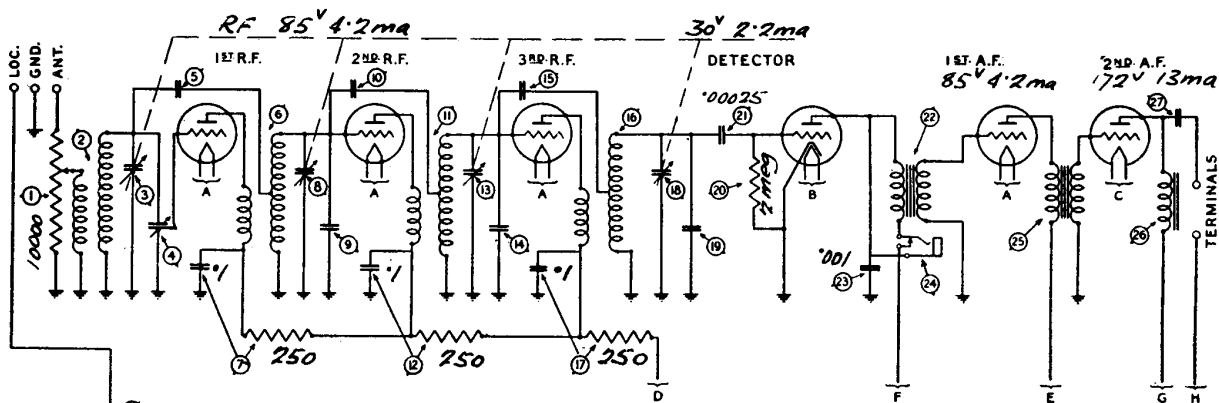 RF 85V 4.2ma
30V 2.2ma
LOC.
GND.
ANT.
1ST R.F.
2ND R.F.
3RD R.F.
DETECTOR
1ST A.F.
85V 4.2ma
2ND A.F.
172V 13ma
5
10
15
.00025
21
27
2
6
11
16
22
1
3
8
13
18
20
2 meg
A
A
A
B
A
C
10000
4
9
14
19
25
26
TERMINALS
.1
.1
.1
.001
23
24
7
250
12
250
17
250
D
F
E
G
H